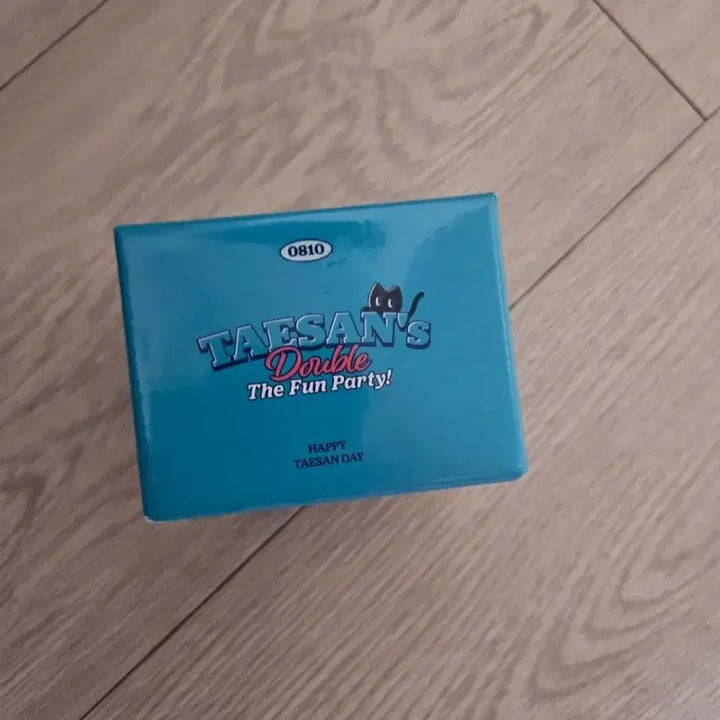 0810
TAESAN's
Double
The Fun Party!
HAPPY
TAESAN DAY